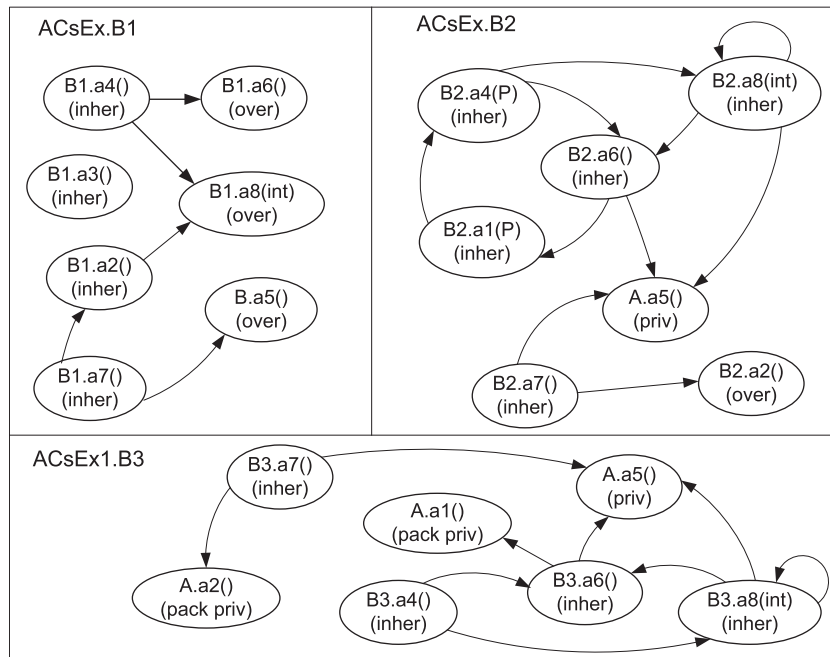 ACsEx.B1
B1.a4()
(inher)
B1.a6()
(over)
B1.a3()
(inher)
B1.a8(int)
(over)
B1.a2()
(inher)
B.a5()
(over)
B1.a7()
(inher)
ACsEx.B2
B2.a4(P)
(inher)
B2.a8(int)
(inher)
B2.a6()
(inher)
B2.a1(P)
(inher)
A.a5()
(priv)
B2.a7()
(inher)
B2.a2()
(over)
ACsEx1.B3
B3.a7()
(inher)
A.a5()
(priv)
A.a1()
(pack priv)
A.a2()
(pack priv)
B3.a4()
(inher)
B3.a6()
(inher)
B3.a8(int)
(inher)